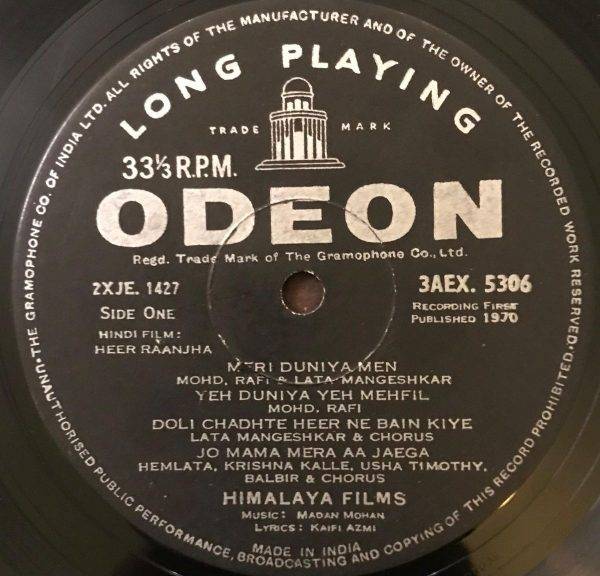 UNAUTHORISED PUBLIC PERFORMANCE, BROADCASTING AND COPYING OF THIS RECORD PROHIBITED • THE GRAMOPHONE CO. OF INDIA LTD. ALL RIGHTS OF THE MANUFACTURER AND OF THE OWNER OF THE RECORDED WORK RESERVED •
LONG PLAYING
TRADE MARK
33⅓ R.P.M.
ODEON
Regd. Trade Mark of The Gramophone Co., Ltd.
2XJE. 1427
3AEX. 5306
SIDE ONE
RECORDING FIRST
PUBLISHED 1970
HINDI FILM:
HEER RAANJHA
MERI DUNIYA MEN
MOHD. RAFI & LATA MANGESHKAR
YEH DUNIYA YEH MEHFIL
MOHD. RAFI
DOLI CHADHTE HEER NE BAIN KIYE
LATA MANGESHKAR & CHORUS
JO MAMA MERA AA JAEGA
HEMLATA, KRISHNA KALLE, USHA TIMOTHY,
BALBIR & CHORUS
HIMALAYA FILMS
MUSIC: MADAN MOHAN
LYRICS: KAIFI AZMI
MADE IN INDIA